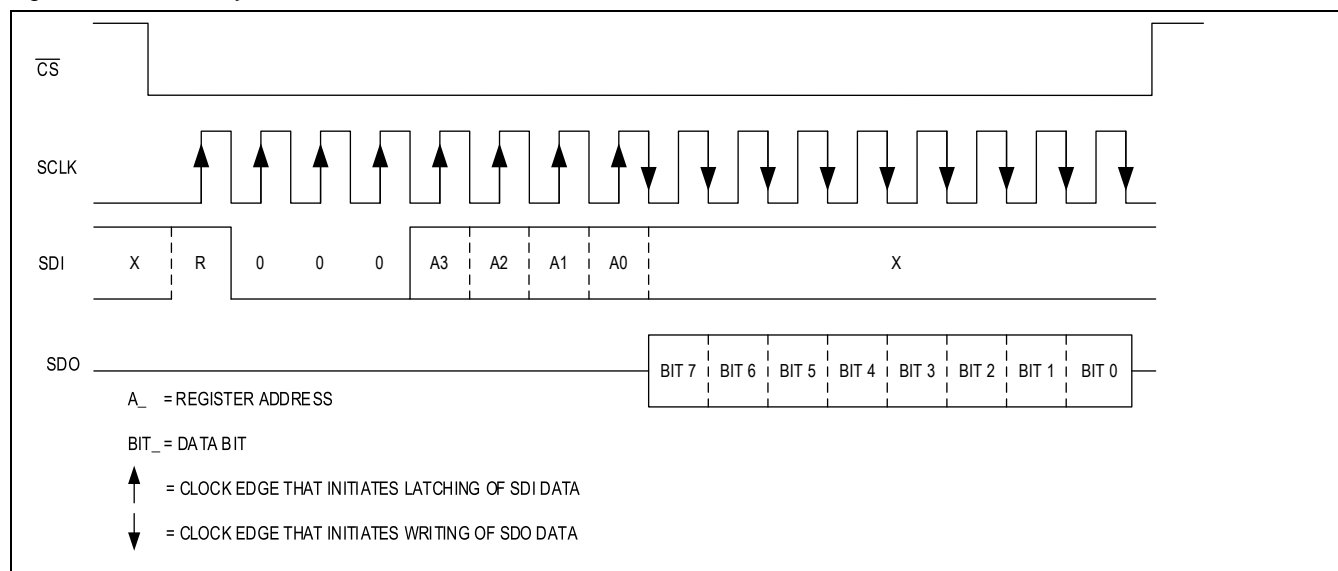 CS
SCLK
SDI X R 0 0 0 A3 A2 A1 A0 X
SDO BIT 7 BIT 6 BIT 5 BIT 4 BIT 3 BIT 2 BIT 1 BIT 0
A_ = REGISTER ADDRESS
BIT_ = DATA BIT
= CLOCK EDGE THAT INITIATES LATCHING OF SDI DATA
= CLOCK EDGE THAT INITIATES WRITING OF SDO DATA